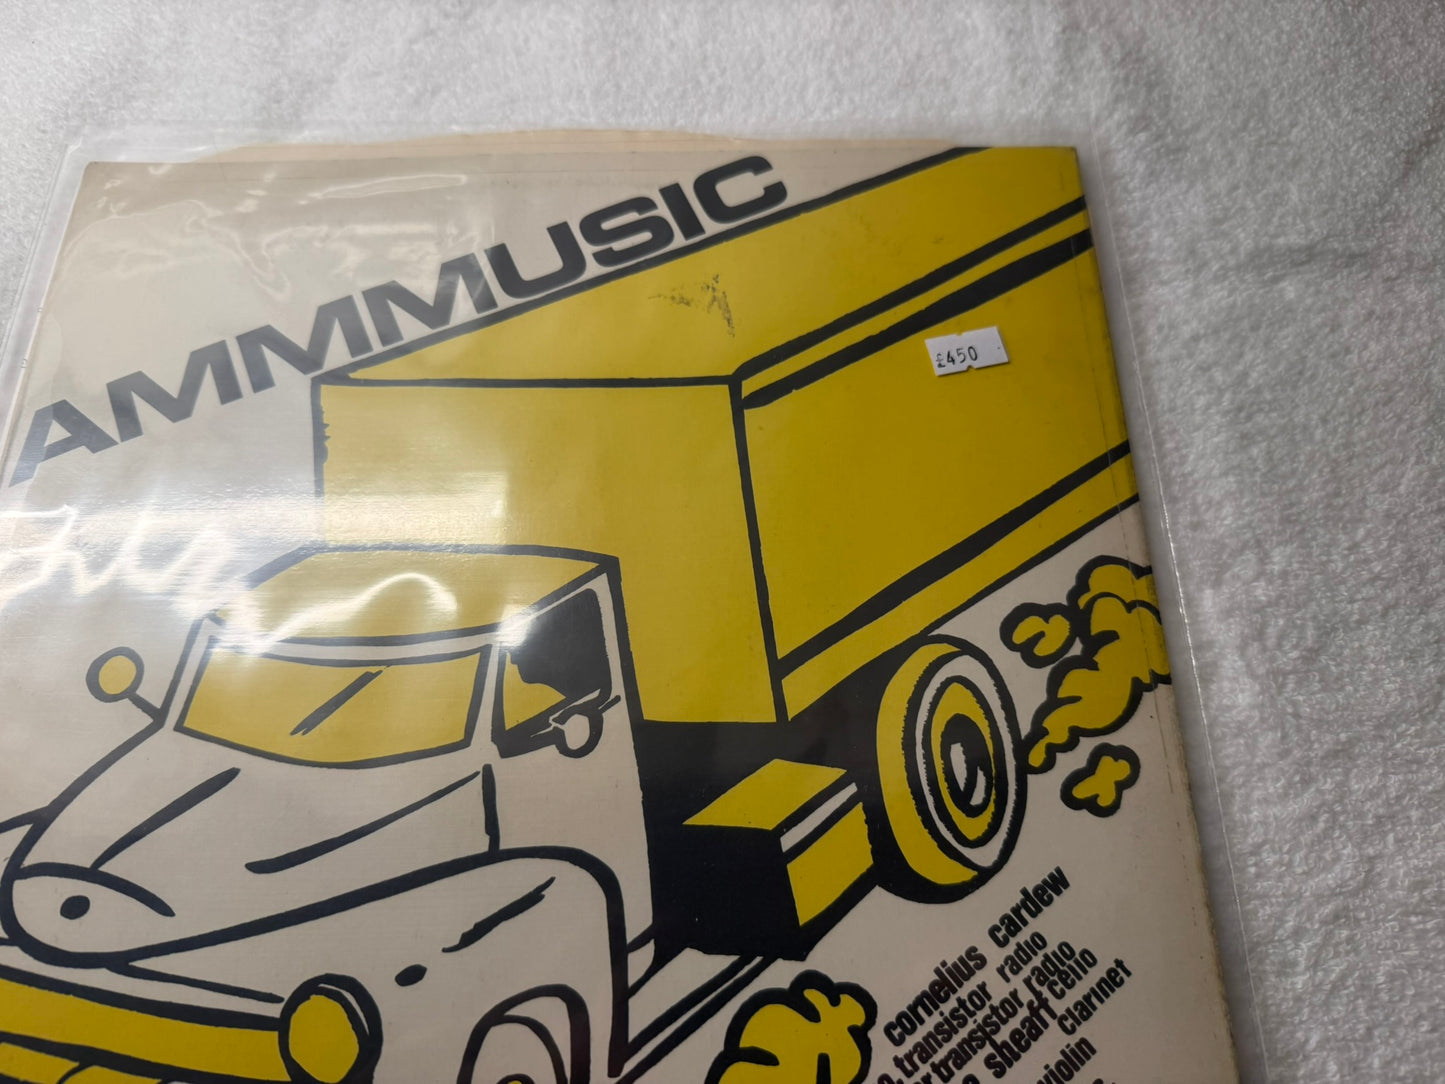 AMMMUSIC
£450
cornelius cardew
transistor radio
transistor radio
sheaff cello
clarinet
violin